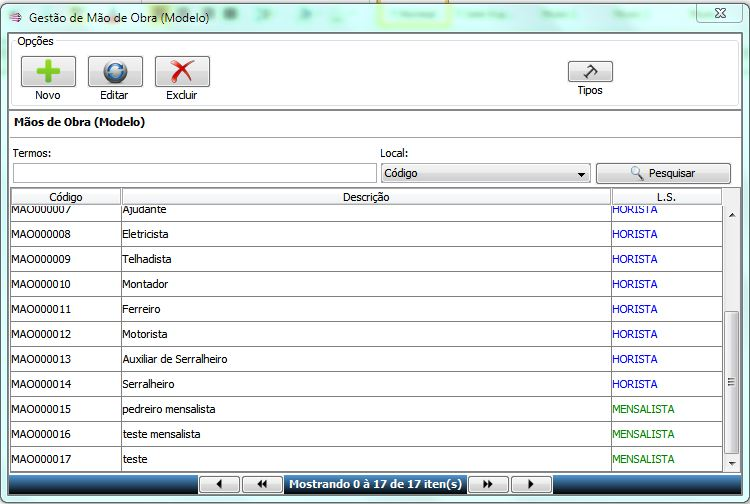 Gestão de Mão de Obra (Modelo)
Opções
Novo Editar Excluir Tipos
Mãos de Obra (Modelo)
Termos: Local:
Código Pesquisar
Código Descrição L.S.
MAO000007 Ajudante HORISTA
MAO000008 Eletricista HORISTA
MAO000009 Telhadista HORISTA
MAO000010 Montador HORISTA
MAO000011 Ferreiro HORISTA
MAO000012 Motorista HORISTA
MAO000013 Auxiliar de Serralheiro HORISTA
MAO000014 Serralheiro HORISTA
MAO000015 pedreiro mensalista MENSALISTA
MAO000016 teste mensalista MENSALISTA
MAO000017 teste MENSALISTA
Mostrando 0 à 17 de 17 iten(s)